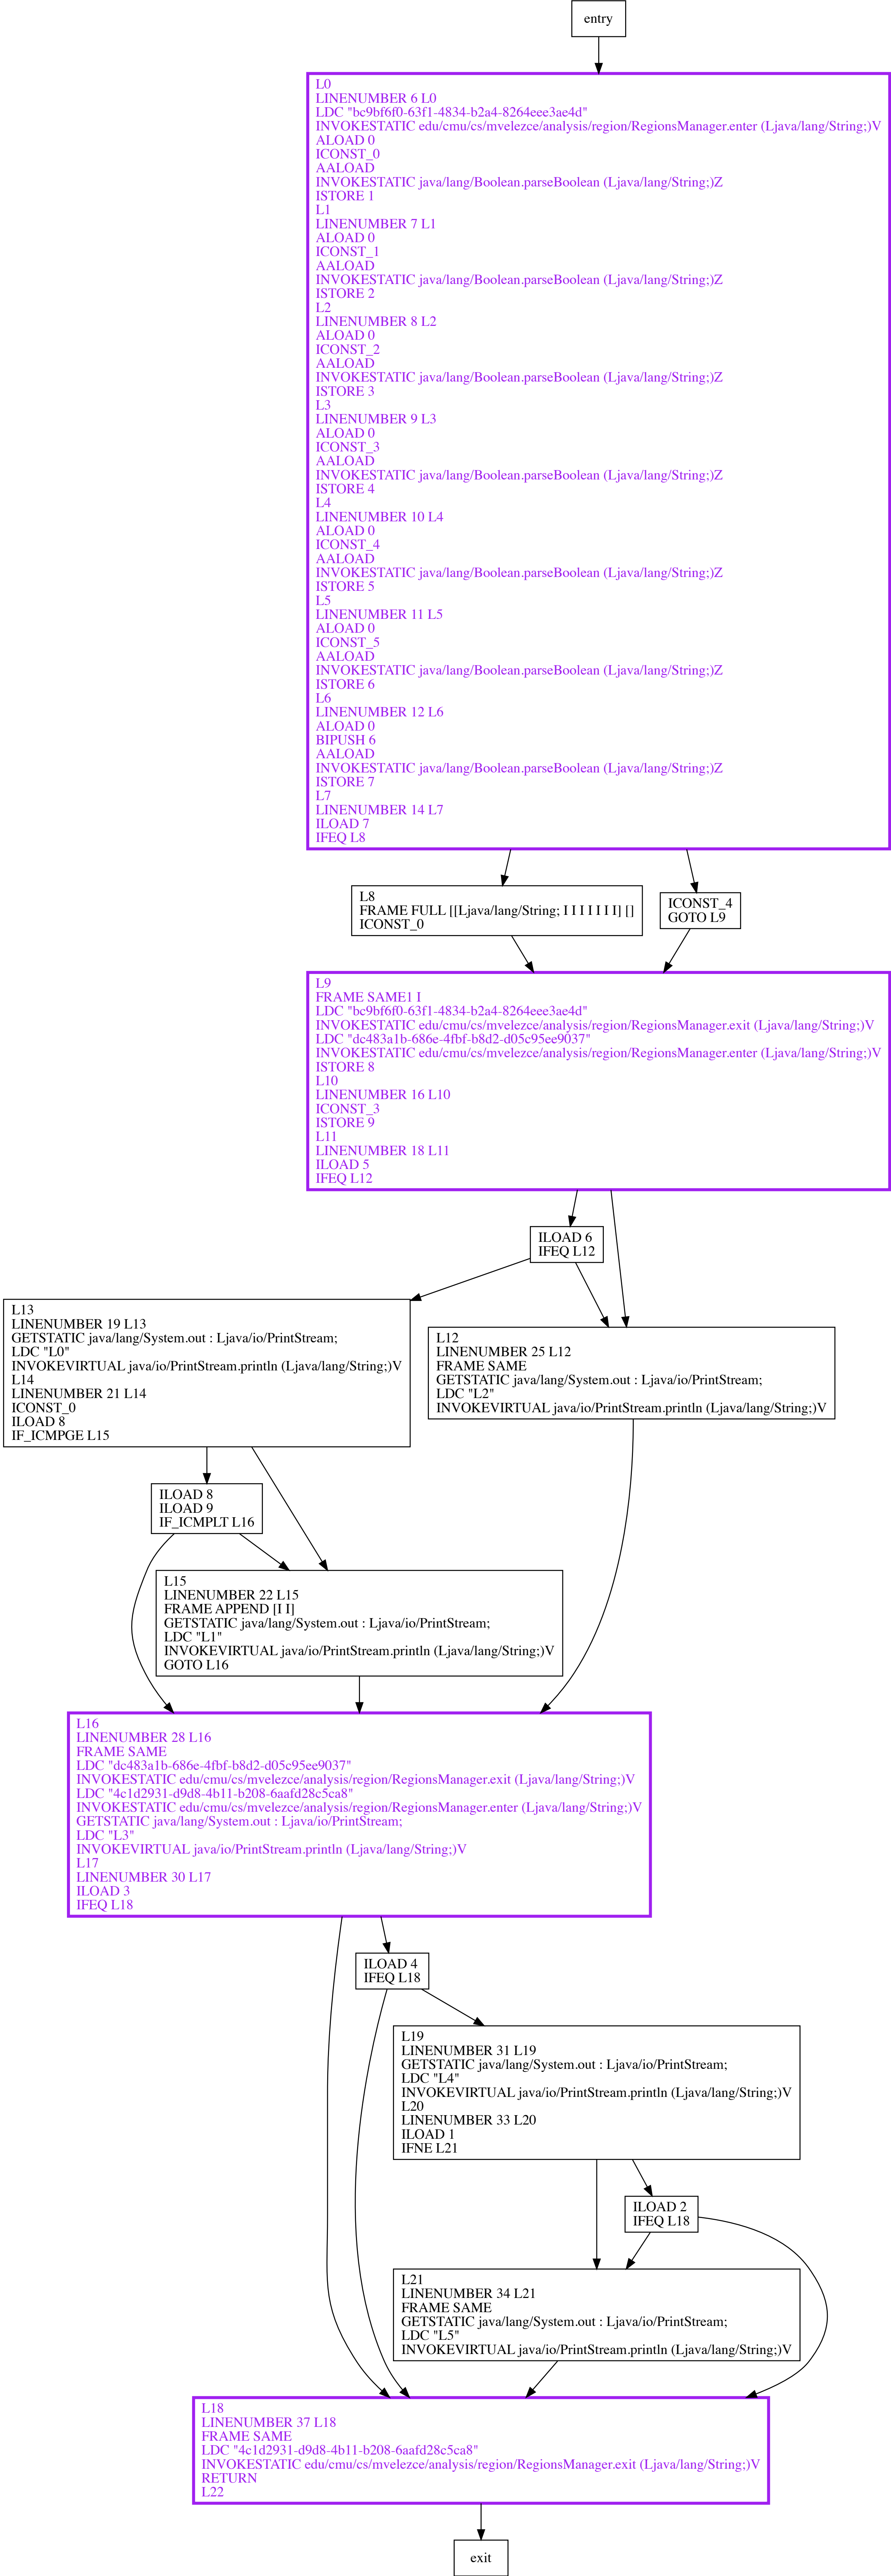 entry
L0
LINENUMBER 6 L0
LDC "bc9bf6f0-63f1-4834-b2a4-8264eee3ae4d"
INVOKESTATIC edu/cmu/cs/mvelezce/analysis/region/RegionsManager.enter (Ljava/lang/String;)V
ALOAD 0
ICONST_0
AALOAD
INVOKESTATIC java/lang/Boolean.parseBoolean (Ljava/lang/String;)Z
ISTORE 1
L1
LINENUMBER 7 L1
ALOAD 0
ICONST_1
AALOAD
INVOKESTATIC java/lang/Boolean.parseBoolean (Ljava/lang/String;)Z
ISTORE 2
L2
LINENUMBER 8 L2
ALOAD 0
ICONST_2
AALOAD
INVOKESTATIC java/lang/Boolean.parseBoolean (Ljava/lang/String;)Z
ISTORE 3
L3
LINENUMBER 9 L3
ALOAD 0
ICONST_3
AALOAD
INVOKESTATIC java/lang/Boolean.parseBoolean (Ljava/lang/String;)Z
ISTORE 4
L4
LINENUMBER 10 L4
ALOAD 0
ICONST_4
AALOAD
INVOKESTATIC java/lang/Boolean.parseBoolean (Ljava/lang/String;)Z
ISTORE 5
L5
LINENUMBER 11 L5
ALOAD 0
ICONST_5
AALOAD
INVOKESTATIC java/lang/Boolean.parseBoolean (Ljava/lang/String;)Z
ISTORE 6
L6
LINENUMBER 12 L6
ALOAD 0
BIPUSH 6
AALOAD
INVOKESTATIC java/lang/Boolean.parseBoolean (Ljava/lang/String;)Z
ISTORE 7
L7
LINENUMBER 14 L7
ILOAD 7
IFEQ L8
L8
FRAME FULL [[Ljava/lang/String; I I I I I I I] []
ICONST_0
ICONST_4
GOTO L9
L9
FRAME SAME1 I
LDC "bc9bf6f0-63f1-4834-b2a4-8264eee3ae4d"
INVOKESTATIC edu/cmu/cs/mvelezce/analysis/region/RegionsManager.exit (Ljava/lang/String;)V
LDC "dc483a1b-686e-4fbf-b8d2-d05c95ee9037"
INVOKESTATIC edu/cmu/cs/mvelezce/analysis/region/RegionsManager.enter (Ljava/lang/String;)V
ISTORE 8
L10
LINENUMBER 16 L10
ICONST_3
ISTORE 9
L11
LINENUMBER 18 L11
ILOAD 5
IFEQ L12
ILOAD 6
IFEQ L12
L13
LINENUMBER 19 L13
GETSTATIC java/lang/System.out : Ljava/io/PrintStream;
LDC "L0"
INVOKEVIRTUAL java/io/PrintStream.println (Ljava/lang/String;)V
L14
LINENUMBER 21 L14
ICONST_0
ILOAD 8
IF_ICMPGE L15
L12
LINENUMBER 25 L12
FRAME SAME
GETSTATIC java/lang/System.out : Ljava/io/PrintStream;
LDC "L2"
INVOKEVIRTUAL java/io/PrintStream.println (Ljava/lang/String;)V
ILOAD 8
ILOAD 9
IF_ICMPLT L16
L15
LINENUMBER 22 L15
FRAME APPEND [I I]
GETSTATIC java/lang/System.out : Ljava/io/PrintStream;
LDC "L1"
INVOKEVIRTUAL java/io/PrintStream.println (Ljava/lang/String;)V
GOTO L16
L16
LINENUMBER 28 L16
FRAME SAME
LDC "dc483a1b-686e-4fbf-b8d2-d05c95ee9037"
INVOKESTATIC edu/cmu/cs/mvelezce/analysis/region/RegionsManager.exit (Ljava/lang/String;)V
LDC "4c1d2931-d9d8-4b11-b208-6aafd28c5ca8"
INVOKESTATIC edu/cmu/cs/mvelezce/analysis/region/RegionsManager.enter (Ljava/lang/String;)V
GETSTATIC java/lang/System.out : Ljava/io/PrintStream;
LDC "L3"
INVOKEVIRTUAL java/io/PrintStream.println (Ljava/lang/String;)V
L17
LINENUMBER 30 L17
ILOAD 3
IFEQ L18
ILOAD 4
IFEQ L18
L19
LINENUMBER 31 L19
GETSTATIC java/lang/System.out : Ljava/io/PrintStream;
LDC "L4"
INVOKEVIRTUAL java/io/PrintStream.println (Ljava/lang/String;)V
L20
LINENUMBER 33 L20
ILOAD 1
IFNE L21
ILOAD 2
IFEQ L18
L21
LINENUMBER 34 L21
FRAME SAME
GETSTATIC java/lang/System.out : Ljava/io/PrintStream;
LDC "L5"
INVOKEVIRTUAL java/io/PrintStream.println (Ljava/lang/String;)V
L18
LINENUMBER 37 L18
FRAME SAME
LDC "4c1d2931-d9d8-4b11-b208-6aafd28c5ca8"
INVOKESTATIC edu/cmu/cs/mvelezce/analysis/region/RegionsManager.exit (Ljava/lang/String;)V
RETURN
L22
exit